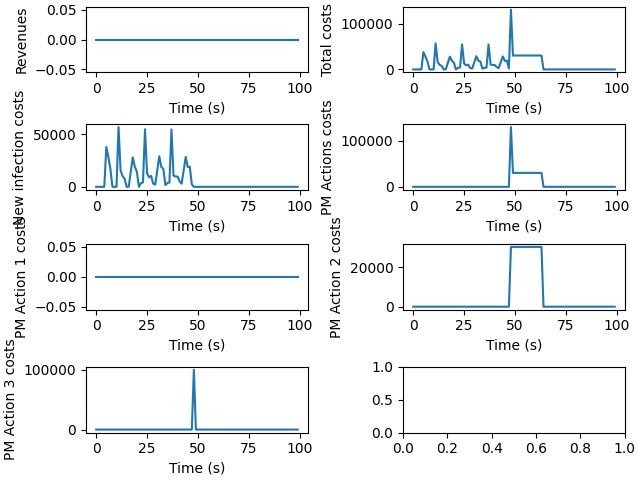 Revenues
0.05
0.00
−0.05
0 25 50 75 100
Time (s)
Total costs
100000
0
0 25 50 75 100
Time (s)
New infection costs
50000
0
0 25 50 75 100
Time (s)
PM Actions costs
100000
0
0 25 50 75 100
Time (s)
PM Action 1 costs
0.05
0.00
−0.05
0 25 50 75 100
Time (s)
PM Action 2 costs
20000
0
0 25 50 75 100
Time (s)
PM Action 3 costs
100000
0
0 25 50 75 100
Time (s)
1.0
0.5
0.0
0.0 0.2 0.4 0.6 0.8 1.0